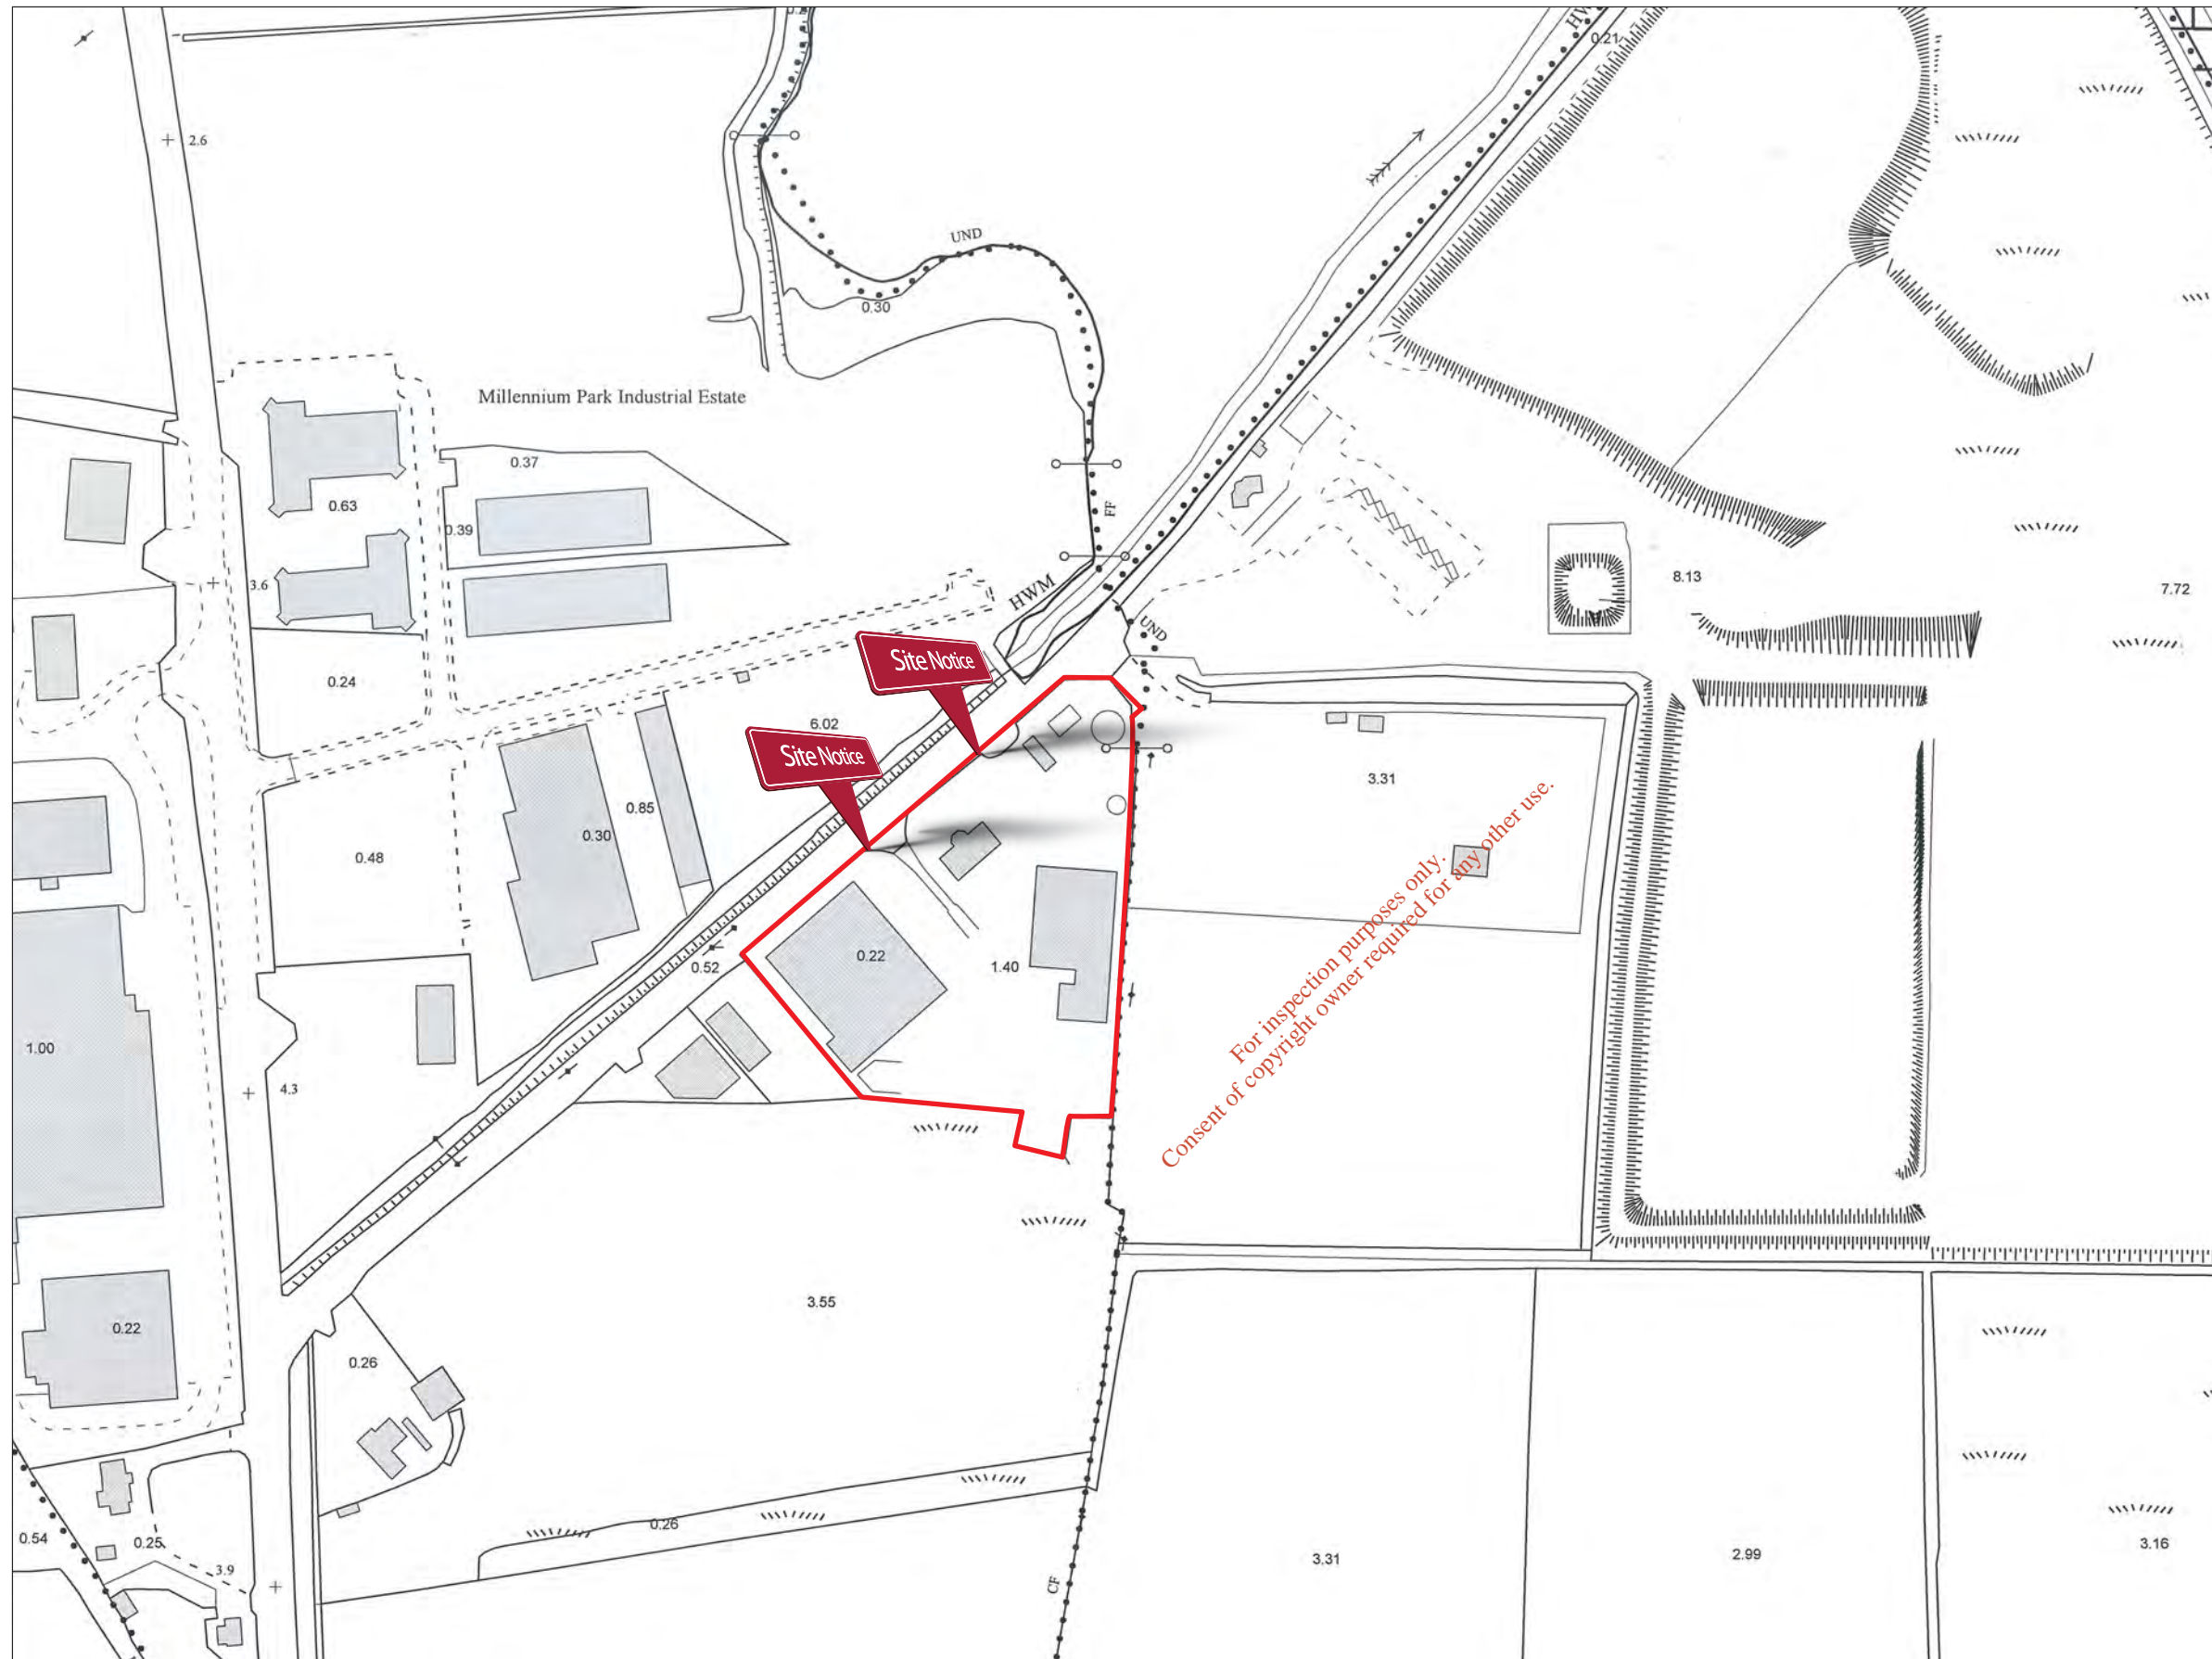 HWM
0.21
2.6
UND
0.30
Millennium Park Industrial Estate
0.37
0.63
0.39
FF
3.6
HWM
8.13
7.72
UND
Site Notice
0.24
6.02
Site Notice
3.31
0.85
0.30
0.48
0.22
0.52
1.40
For inspection purposes only.
Consent of copyright owner required for any other use.
1.00
4.3
3.55
0.22
0.26
0.26
0.54
0.25
3.9
3.31
2.99
3.16
CF